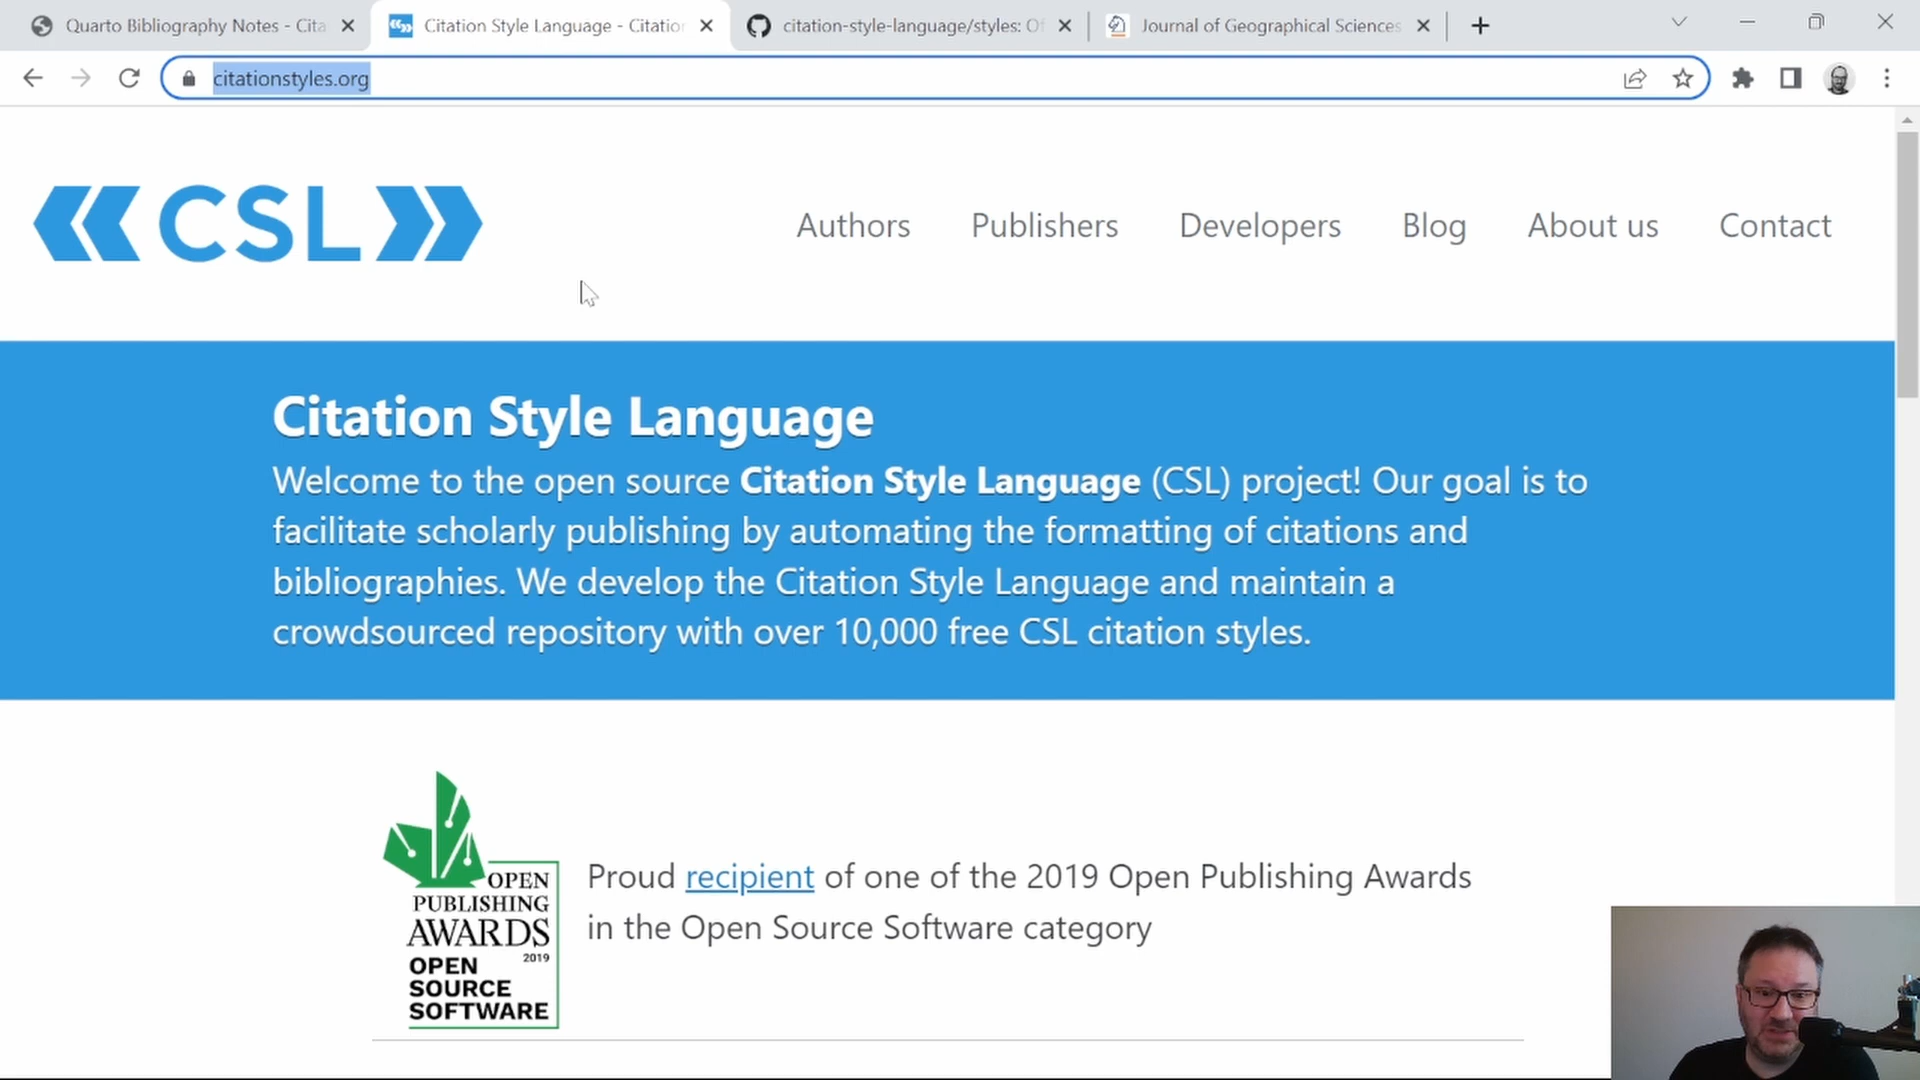 Quarto Bibliography Notes - Cita
Citation Style Language - Citation
citation-style-language/styles: Of
Journal of Geographical Sciences
citationstyles.org
CSL
Authors
Publishers
Developers
Blog
About us
Contact
Citation Style Language
Welcome to the open source Citation Style Language (CSL) project! Our goal is to
facilitate scholarly publishing by automating the formatting of citations and
bibliographies. We develop the Citation Style Language and maintain a
crowdsourced repository with over 10,000 free CSL citation styles.
OPEN
PUBLISHING
AWARDS
2019
OPEN
SOURCE
SOFTWARE
Proud recipient of one of the 2019 Open Publishing Awards
in the Open Source Software category